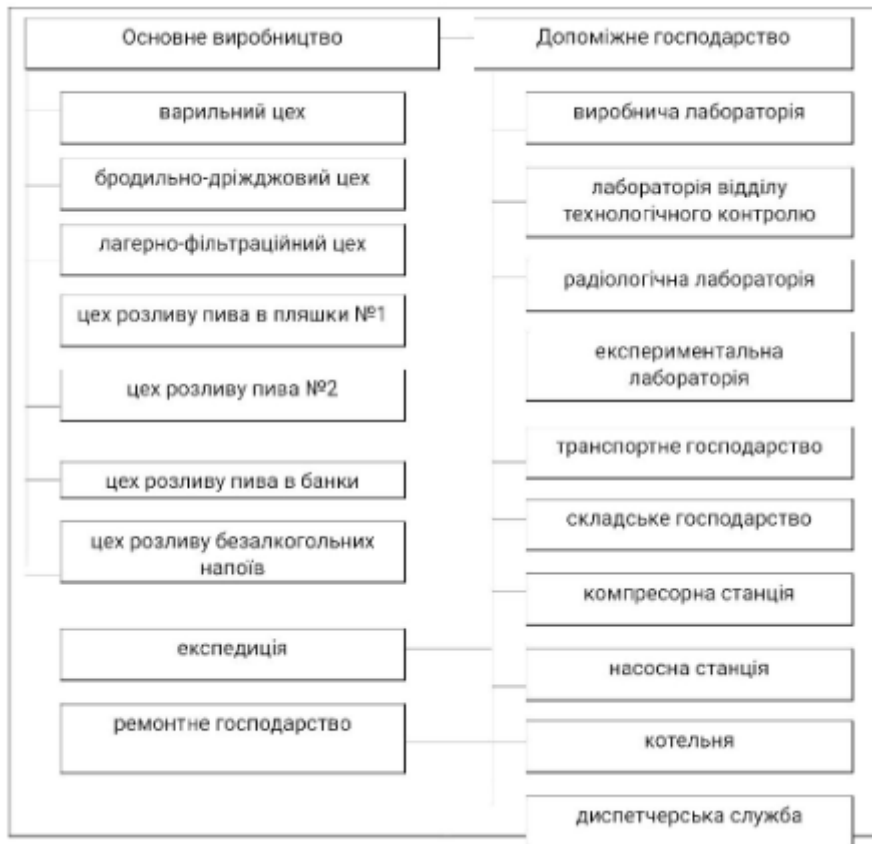 Основне виробництво
Допоміжне господарство
варильний цех
бродильно-дріжджовий цех
лагерно-фільтраційний цех
цех розливу пива в пляшки №1
цех розливу пива №2
цех розливу пива в банки
цех розливу безалкогольних
напоїв
експедиція
ремонтне господарство
виробнича лабораторія
лабораторія відділу
технологічного контролю
радіологічна лабораторія
експериментальна
лабораторія
транспортне господарство
складське господарство
компресорна станція
насосна станція
котельня
диспетчерська служба